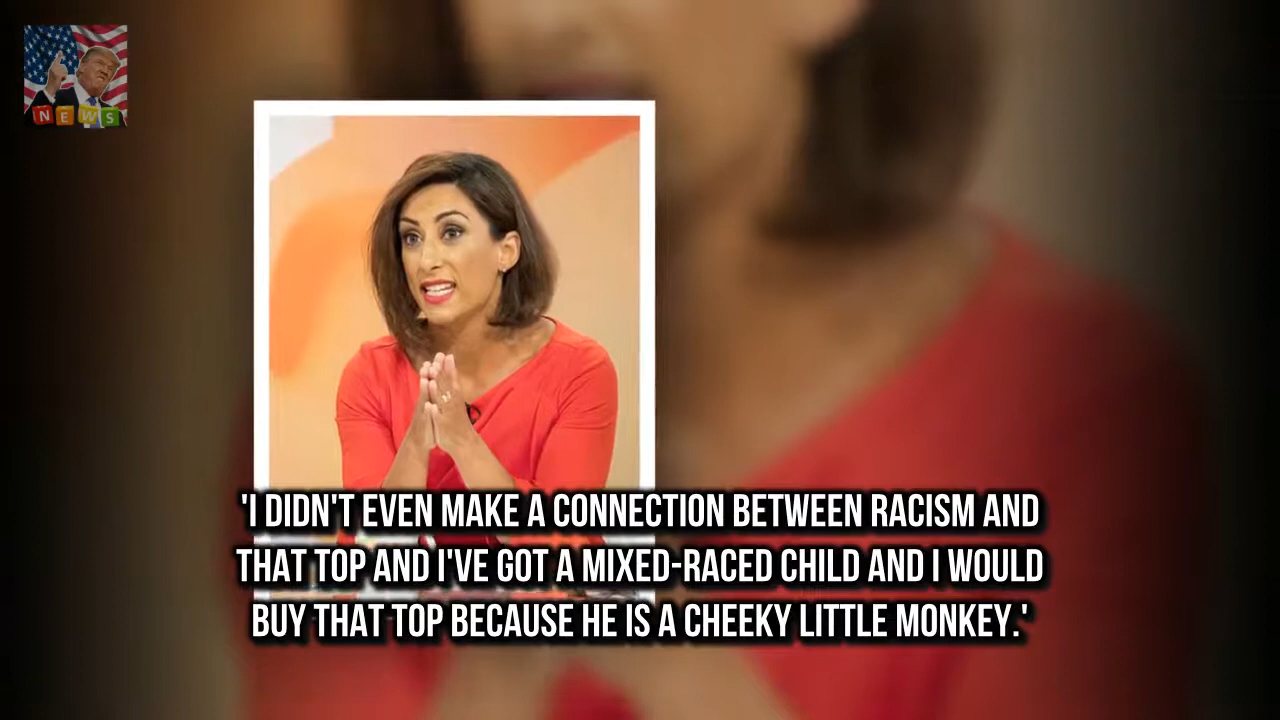 NEWS
'I DIDN'T EVEN MAKE A CONNECTION BETWEEN RACISM AND
THAT TOP AND I'VE GOT A MIXED-RACED CHILD AND I WOULD
BUY THAT TOP BECAUSE HE IS A CHEEKY LITTLE MONKEY.'